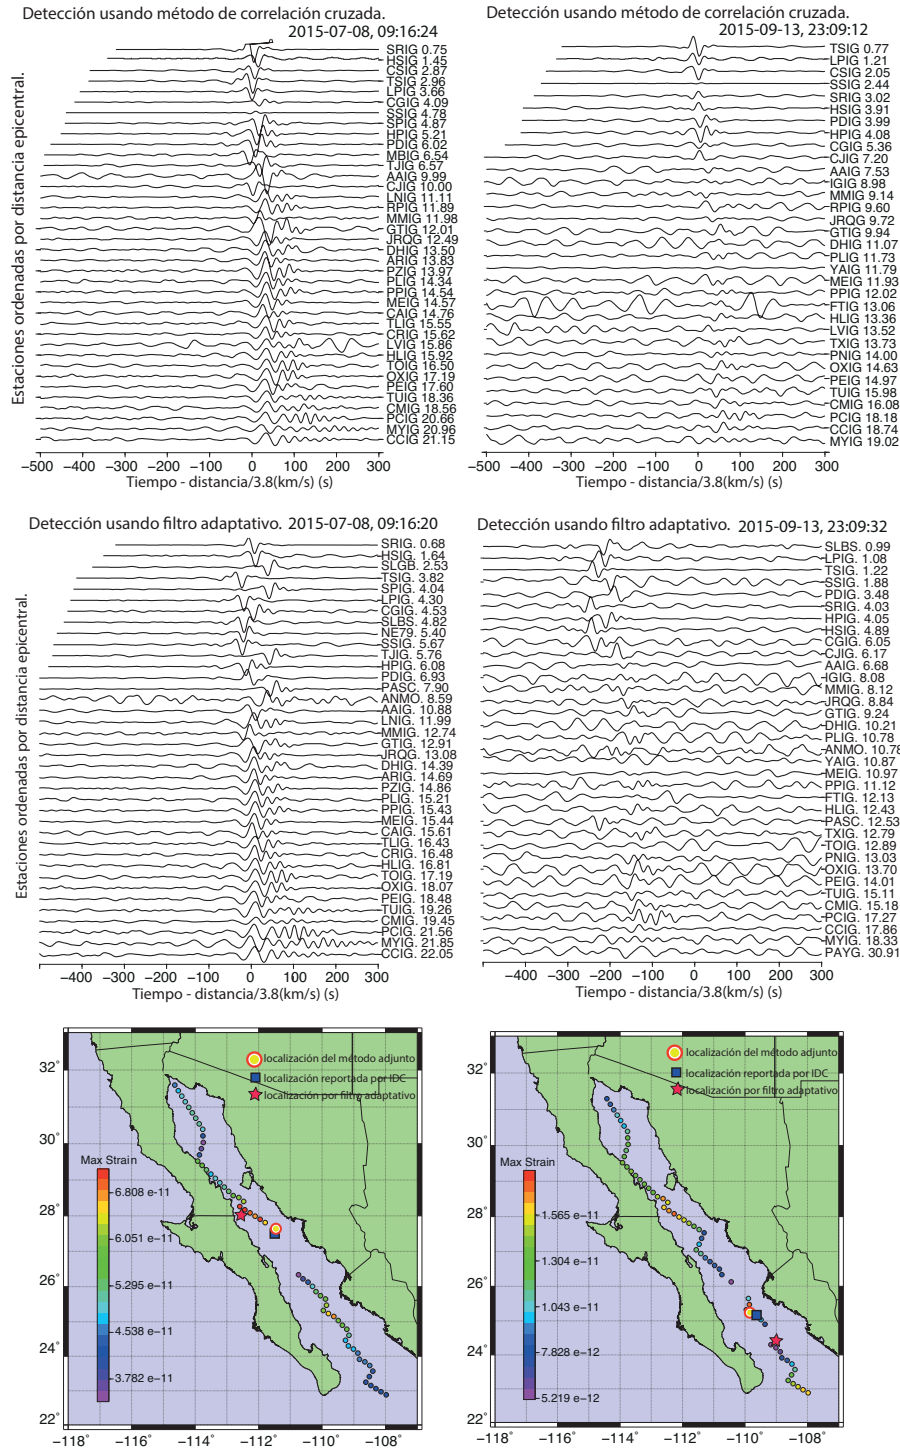 Detección usando método de correlación cruzada.
2015-07-08, 09:16:24
Estaciones ordenadas por distancia epicentral.
SRIG 0.75
HSIG 1.45
CSIG 2.87
TSIG 2.96
LPIG 3.66
CGIG 4.09
SSIG 4.78
SPIG 4.87
HPIG 5.21
PDIG 6.02
MBIG 6.54
TJIG 6.57
AAIG 9.99
CJIG 10.00
LNIG 11.11
RPIG 11.89
MMIG 11.98
GTIG 12.01
JRQG 12.49
DHIG 13.50
ARIG 13.83
PZIG 13.97
PLIG 14.34
PPIG 14.54
MEIG 14.57
CAIG 14.76
TLIG 15.55
CRIG 15.62
LVIG 15.86
HLIG 15.92
TOIG 16.50
OXIG 17.19
PEIG 17.60
TUIG 18.36
CMIG 18.56
PCIG 20.66
MYIG 20.96
CCIG 21.15
−500 −400 −300 −200 −100 0 100 200 300
Tiempo - distancia/3.8(km/s) (s)
Detección usando método de correlación cruzada.
2015-09-13, 23:09:12
TSIG 0.77
LPIG 1.21
CSIG 2.05
SSIG 2.44
SRIG 3.02
HSIG 3.91
PDIG 3.99
HPIG 4.08
CGIG 5.36
CJIG 7.20
AAIG 7.53
IGIG 8.98
MMIG 9.14
RPIG 9.60
JRQG 9.72
GTIG 9.94
DHIG 11.07
PLIG 11.73
YAIG 11.79
MEIG 11.93
PPIG 12.02
FTIG 13.06
HLIG 13.36
LVIG 13.52
TXIG 13.73
PNIG 14.00
OXIG 14.63
PEIG 14.97
TUIG 15.98
CMIG 16.08
PCIG 18.18
CCIG 18.74
MYIG 19.02
−500 −400 −300 −200 −100 0 100 200 300
Tiempo - distancia/3.8(km/s) (s)
Detección usando filtro adaptativo. 2015-07-08, 09:16:20
Estaciones ordenadas por distancia epicentral.
SRIG. 0.68
HSIG. 1.64
SLGB. 2.53
TSIG. 3.82
SPIG. 4.04
LPIG. 4.30
CGIG. 4.53
SLBS. 4.82
NE79. 5.40
SSIG. 5.67
TJIG. 5.76
HPIG. 6.08
PDIG. 6.93
PASC. 7.90
ANMO. 8.59
AAIG. 10.88
LNIG. 11.99
MMIG. 12.74
GTIG. 12.91
JRQG. 13.08
DHIG. 14.39
ARIG. 14.69
PZIG. 14.86
PLIG. 15.21
PPIG. 15.43
MEIG. 15.44
CAIG. 15.61
TLIG. 16.43
CRIG. 16.48
HLIG. 16.81
TOIG. 17.19
OXIG. 18.07
PEIG. 18.48
TUIG. 19.26
CMIG. 19.45
PCIG. 21.56
MYIG. 21.85
CCIG. 22.05
−400 −300 −200 −100 0 100 200 300
Tiempo - distancia/3.8(km/s) (s)
Detección usando filtro adaptativo. 2015-09-13, 23:09:32
SLBS. 0.99
LPIG. 1.08
TSIG. 1.22
SSIG. 1.88
PDIG. 3.48
SRIG. 4.03
HPIG. 4.05
HSIG. 4.89
CGIG. 6.05
CJIG. 6.17
AAIG. 6.68
IGIG. 8.08
MMIG. 8.12
JRQG. 8.84
GTIG. 9.24
DHIG. 10.21
PLIG. 10.78
ANMO. 10.78
YAIG. 10.87
MEIG. 10.97
PPIG. 11.12
FTIG. 12.13
HLIG. 12.43
PASC. 12.53
TXIG. 12.79
TOIG. 12.89
PNIG. 13.03
OXIG. 13.70
PEIG. 14.01
TUIG. 15.11
CMIG. 15.18
PCIG. 17.27
CCIG. 17.86
MYIG. 18.33
PAYG. 30.91
−400 −300 −200 −100 0 100 200 300
Tiempo - distancia/3.8(km/s) (s)
localización del método adjunto
localización reportada por IDC
localización por filtro adaptativo
Max Strain
6.808 e−11
6.051 e−11
5.295 e−11
4.538 e−11
3.782 e−11
32°
30°
28°
26°
24°
22°
−118° −116° −114° −112° −110° −108°
localización del método adjunto
localización reportada por IDC
localización por filtro adaptativo
Max Strain
1.565 e−11
1.304 e−11
1.043 e−11
7.828 e−12
5.219 e−12
32°
30°
28°
26°
24°
22°
−118° −116° −114° −112° −110° −108°